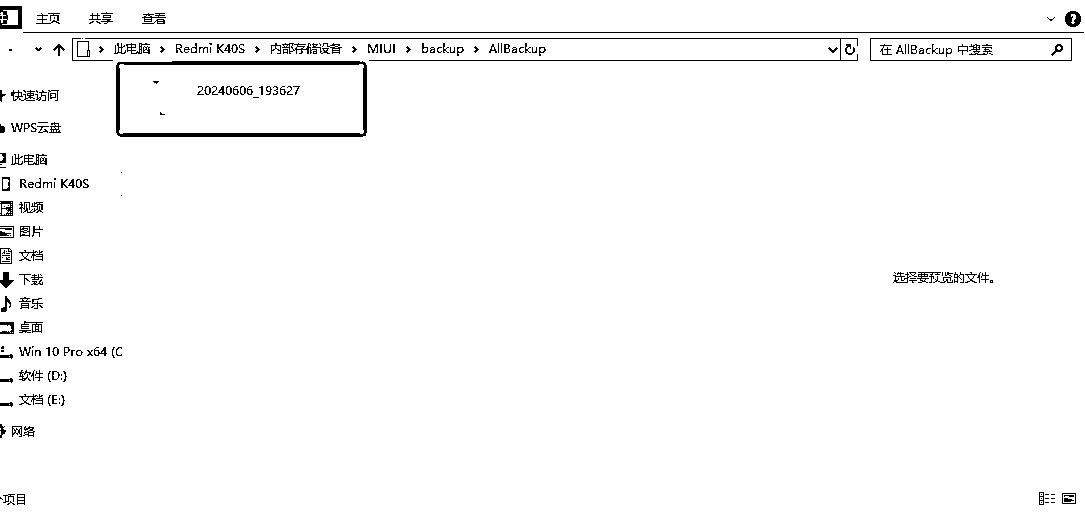 主页 共享 查看
此电脑 Redmi K40S 内部存储设备 MIUI backup AllBackup
在 AllBackup 中搜索
20240606_193627
快速访问
WPS云盘
此电脑
Redmi K40S
视频
图片
文档
下载
音乐
桌面
Win 10 Pro x64 (C
软件 (D:)
文档 (E:)
网络
选择要预览的文件。
个项目